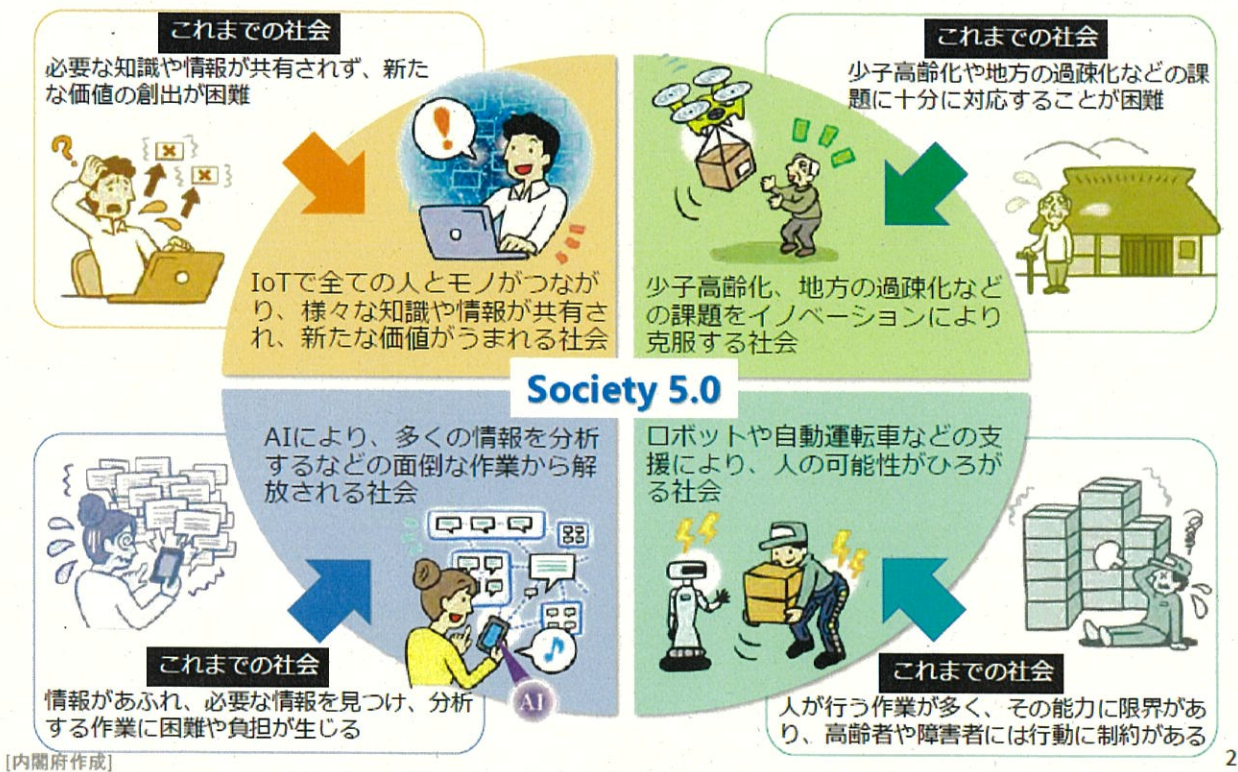 これまでの社会
必要な知識や情報が共有されず、新た
な価値の創出が困難
IoTで全ての人とモノがつなが
り、様々な知識や情報が共有さ
れ、新たな価値がうまれる社会
これまでの社会
少子高齢化や地方の過疎化などの課
題に十分に対応することが困難
少子高齢化、地方の過疎化など
の課題をイノベーションにより
克服する社会
Society 5.0
AIにより、多くの情報を分析
するなどの面倒な作業から解
放される社会
AI
これまでの社会
情報があふれ、必要な情報を見つけ、分析
する作業に困難や負担が生じる
ロボットや自動運転車などの支
援により、人の可能性がひろが
る社会
これまでの社会
人が行う作業が多く、その能力に限界があ
り、高齢者や障害者には行動に制約がある
[内閣府作成]
2